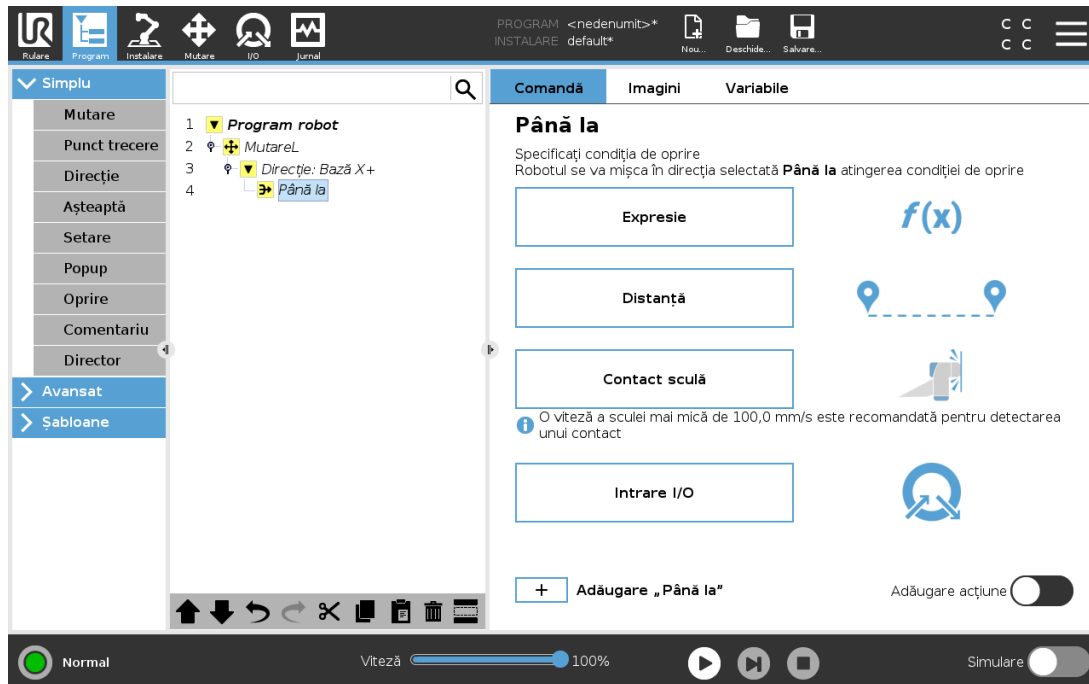 PROGRAM <nedenumit>*
INSTALARE default*
Rulare Program Instalare Mutare I/O Jurnal
Nou... Deschide... Salvare...
C C
C C
Simplu
Mutare
Punct trecere
Direcție
Așteaptă
Setare
Popup
Oprire
Comentariu
Director
Avansat
Șabloane
1 Program robot
2 MutareL
3 Direcție: Bază X+
4 Până la
Comandă Imagini Variabile
Până la
Specificați condiția de oprire
Robotul se va mișca în direcția selectată Până la atingerea condiției de oprire
Expresie
f(x)
Distanță
Contact sculă
O viteză a sculei mai mică de 100,0 mm/s este recomandată pentru detectarea
unui contact
Intrare I/O
+ Adăugare „Până la”
Adăugare acțiune
Normal
Viteză 100%
Simulare